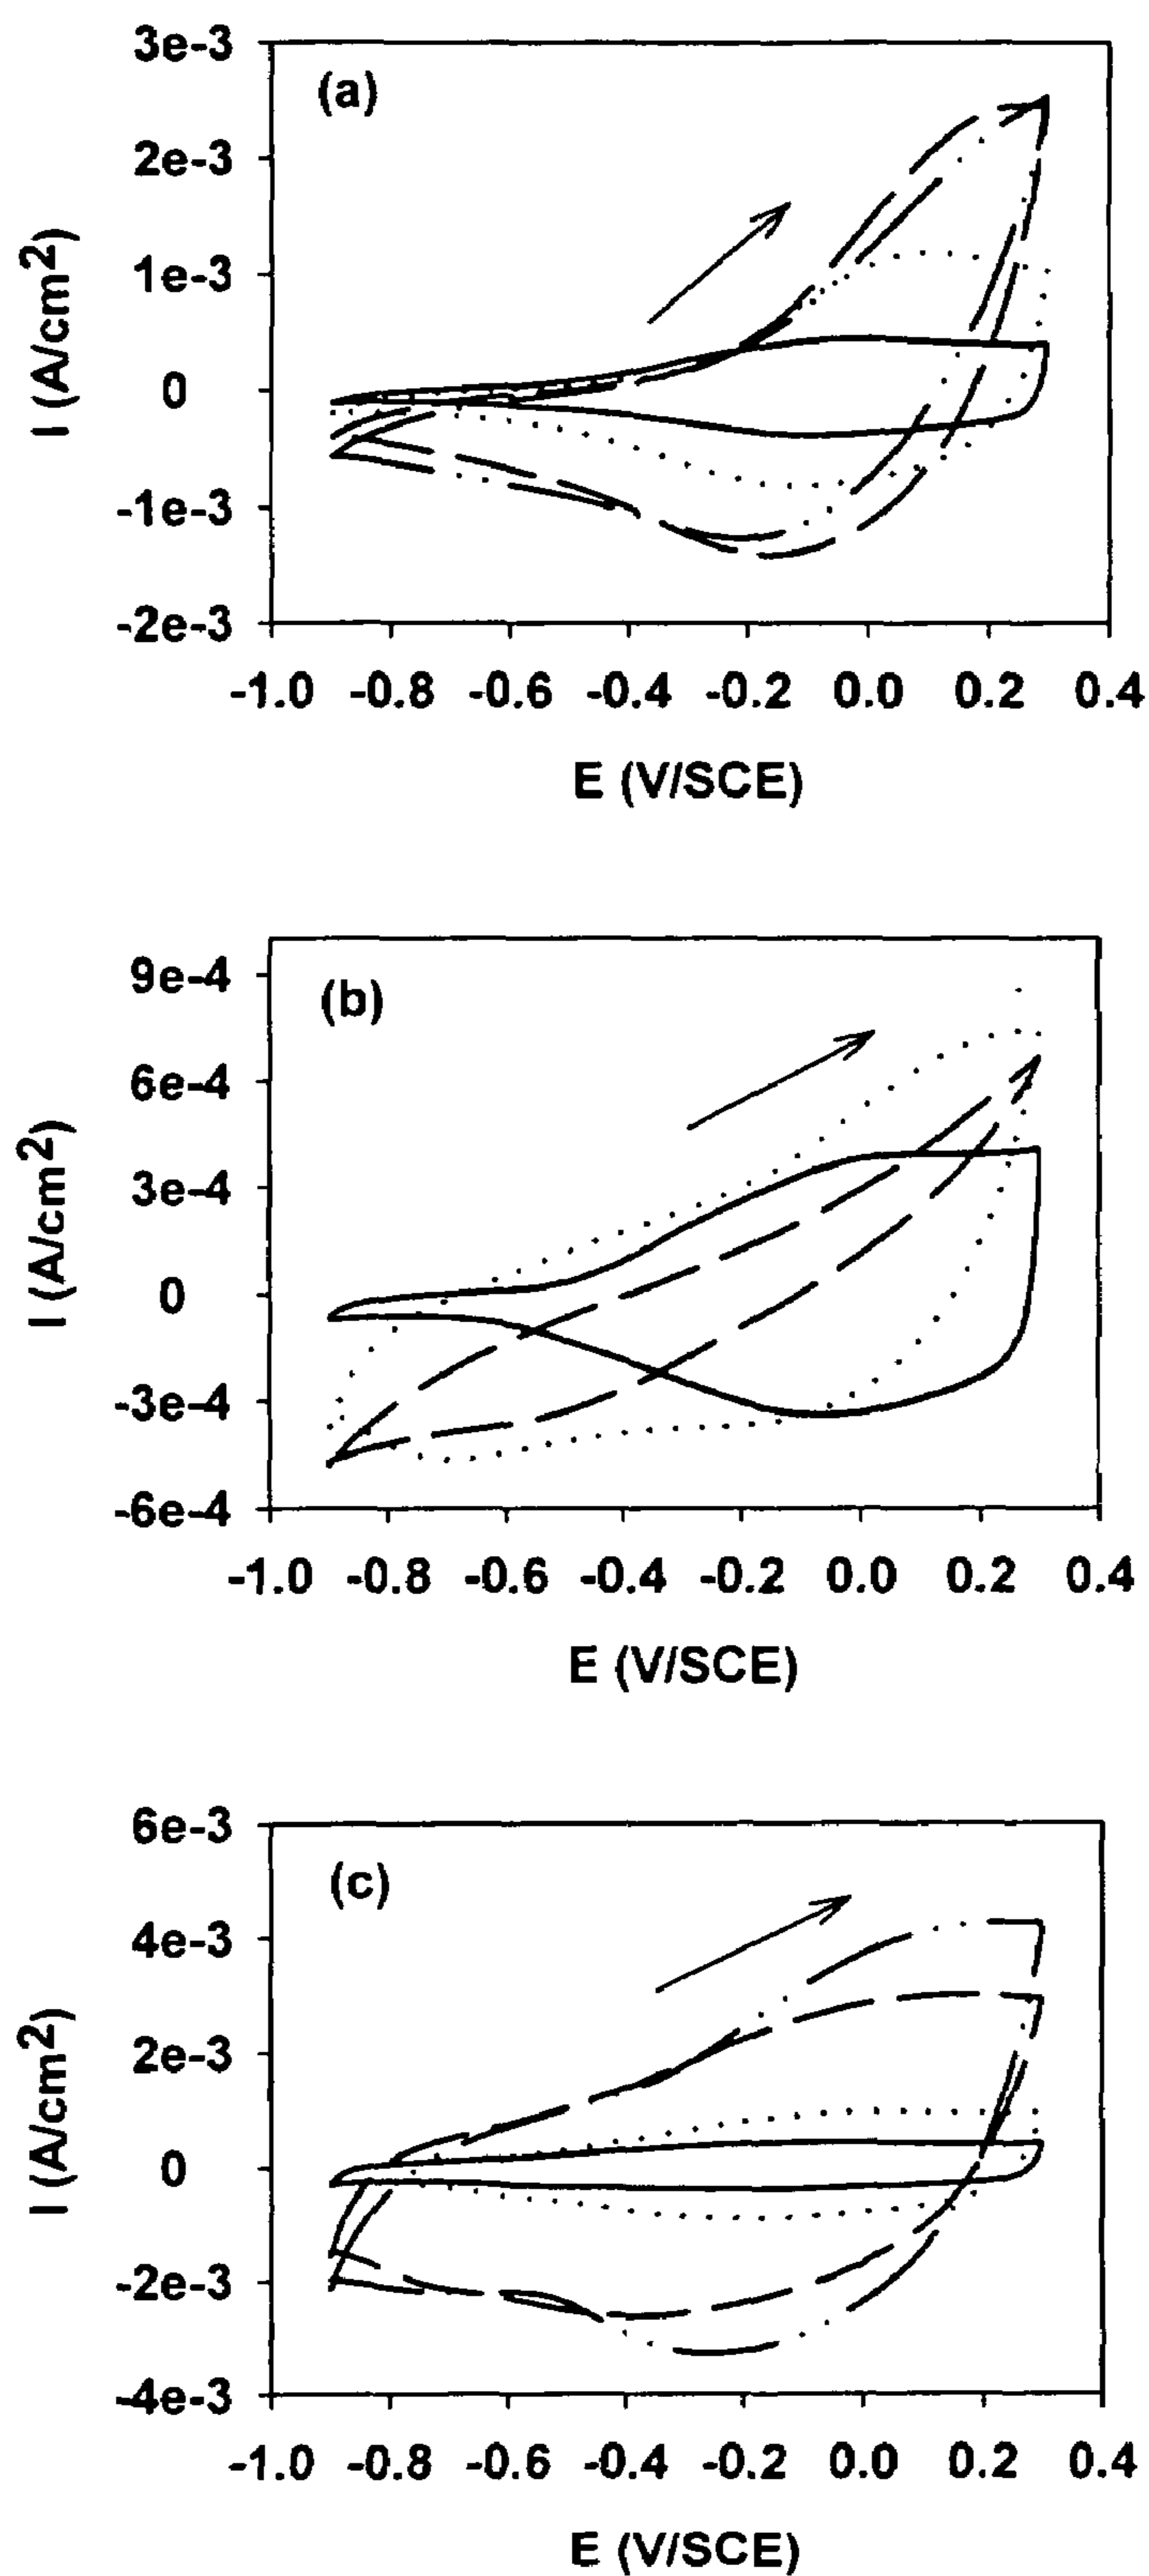 (a)
3e-3
2e-3
1e-3
0
-1e-3
-2e-3
I (A/cm²)
-1.0 -0.8 -0.6 -0.4 -0.2 0.0 0.2 0.4
E (V/SCE)
(b)
9e-4
6e-4
3e-4
0
-3e-4
-6e-4
I (A/cm²)
-1.0 -0.8 -0.6 -0.4 -0.2 0.0 0.2 0.4
E (V/SCE)
(c)
6e-3
4e-3
2e-3
0
-2e-3
-4e-3
I (A/cm²)
-1.0 -0.8 -0.6 -0.4 -0.2 0.0 0.2 0.4
E (V/SCE)